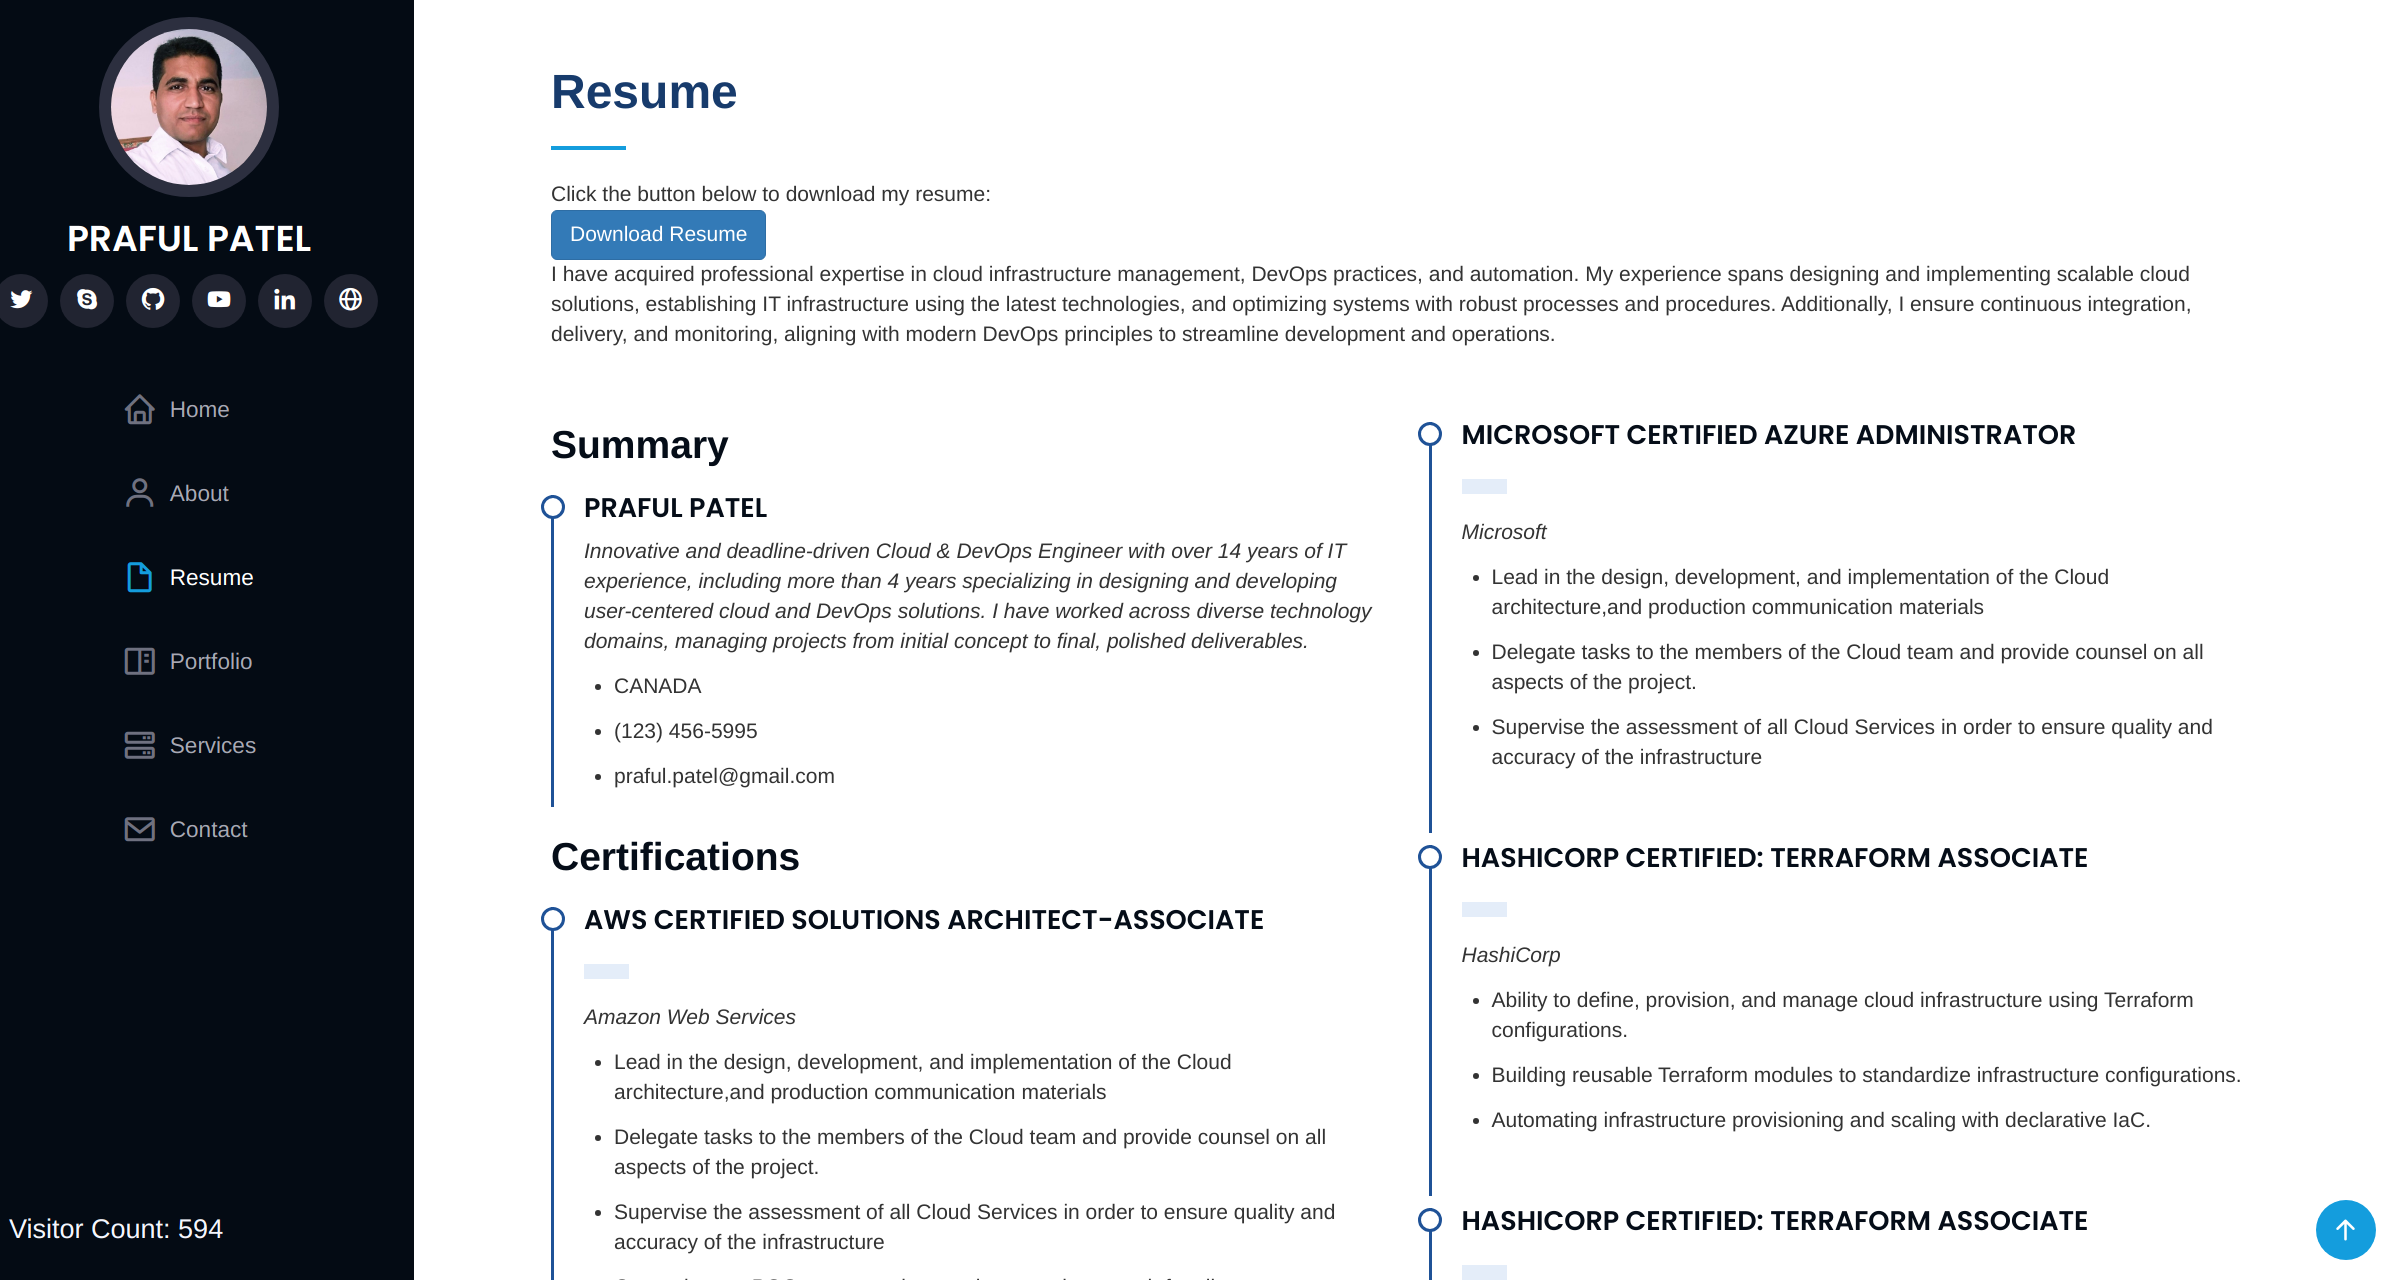 PRAFUL PATEL
Home
About
Resume
Portfolio
Services
Contact
Visitor Count: 594
Resume
Click the button below to download my resume:
Download Resume
I have acquired professional expertise in cloud infrastructure management, DevOps practices, and automation. My experience spans designing and implementing scalable cloud
solutions, establishing IT infrastructure using the latest technologies, and optimizing systems with robust processes and procedures. Additionally, I ensure continuous integration,
delivery, and monitoring, aligning with modern DevOps principles to streamline development and operations.
Summary
PRAFUL PATEL
Innovative and deadline-driven Cloud & DevOps Engineer with over 14 years of IT
experience, including more than 4 years specializing in designing and developing
user-centered cloud and DevOps solutions. I have worked across diverse technology
domains, managing projects from initial concept to final, polished deliverables.
CANADA
(123) 456-5995
praful.patel@gmail.com
Certifications
AWS CERTIFIED SOLUTIONS ARCHITECT-ASSOCIATE
Amazon Web Services
Lead in the design, development, and implementation of the Cloud
architecture,and production communication materials
Delegate tasks to the members of the Cloud team and provide counsel on all
aspects of the project.
Supervise the assessment of all Cloud Services in order to ensure quality and
accuracy of the infrastructure
MICROSOFT CERTIFIED AZURE ADMINISTRATOR
Microsoft
Lead in the design, development, and implementation of the Cloud
architecture,and production communication materials
Delegate tasks to the members of the Cloud team and provide counsel on all
aspects of the project.
Supervise the assessment of all Cloud Services in order to ensure quality and
accuracy of the infrastructure
HASHICORP CERTIFIED: TERRAFORM ASSOCIATE
HashiCorp
Ability to define, provision, and manage cloud infrastructure using Terraform
configurations.
Building reusable Terraform modules to standardize infrastructure configurations.
Automating infrastructure provisioning and scaling with declarative IaC.
HASHICORP CERTIFIED: TERRAFORM ASSOCIATE